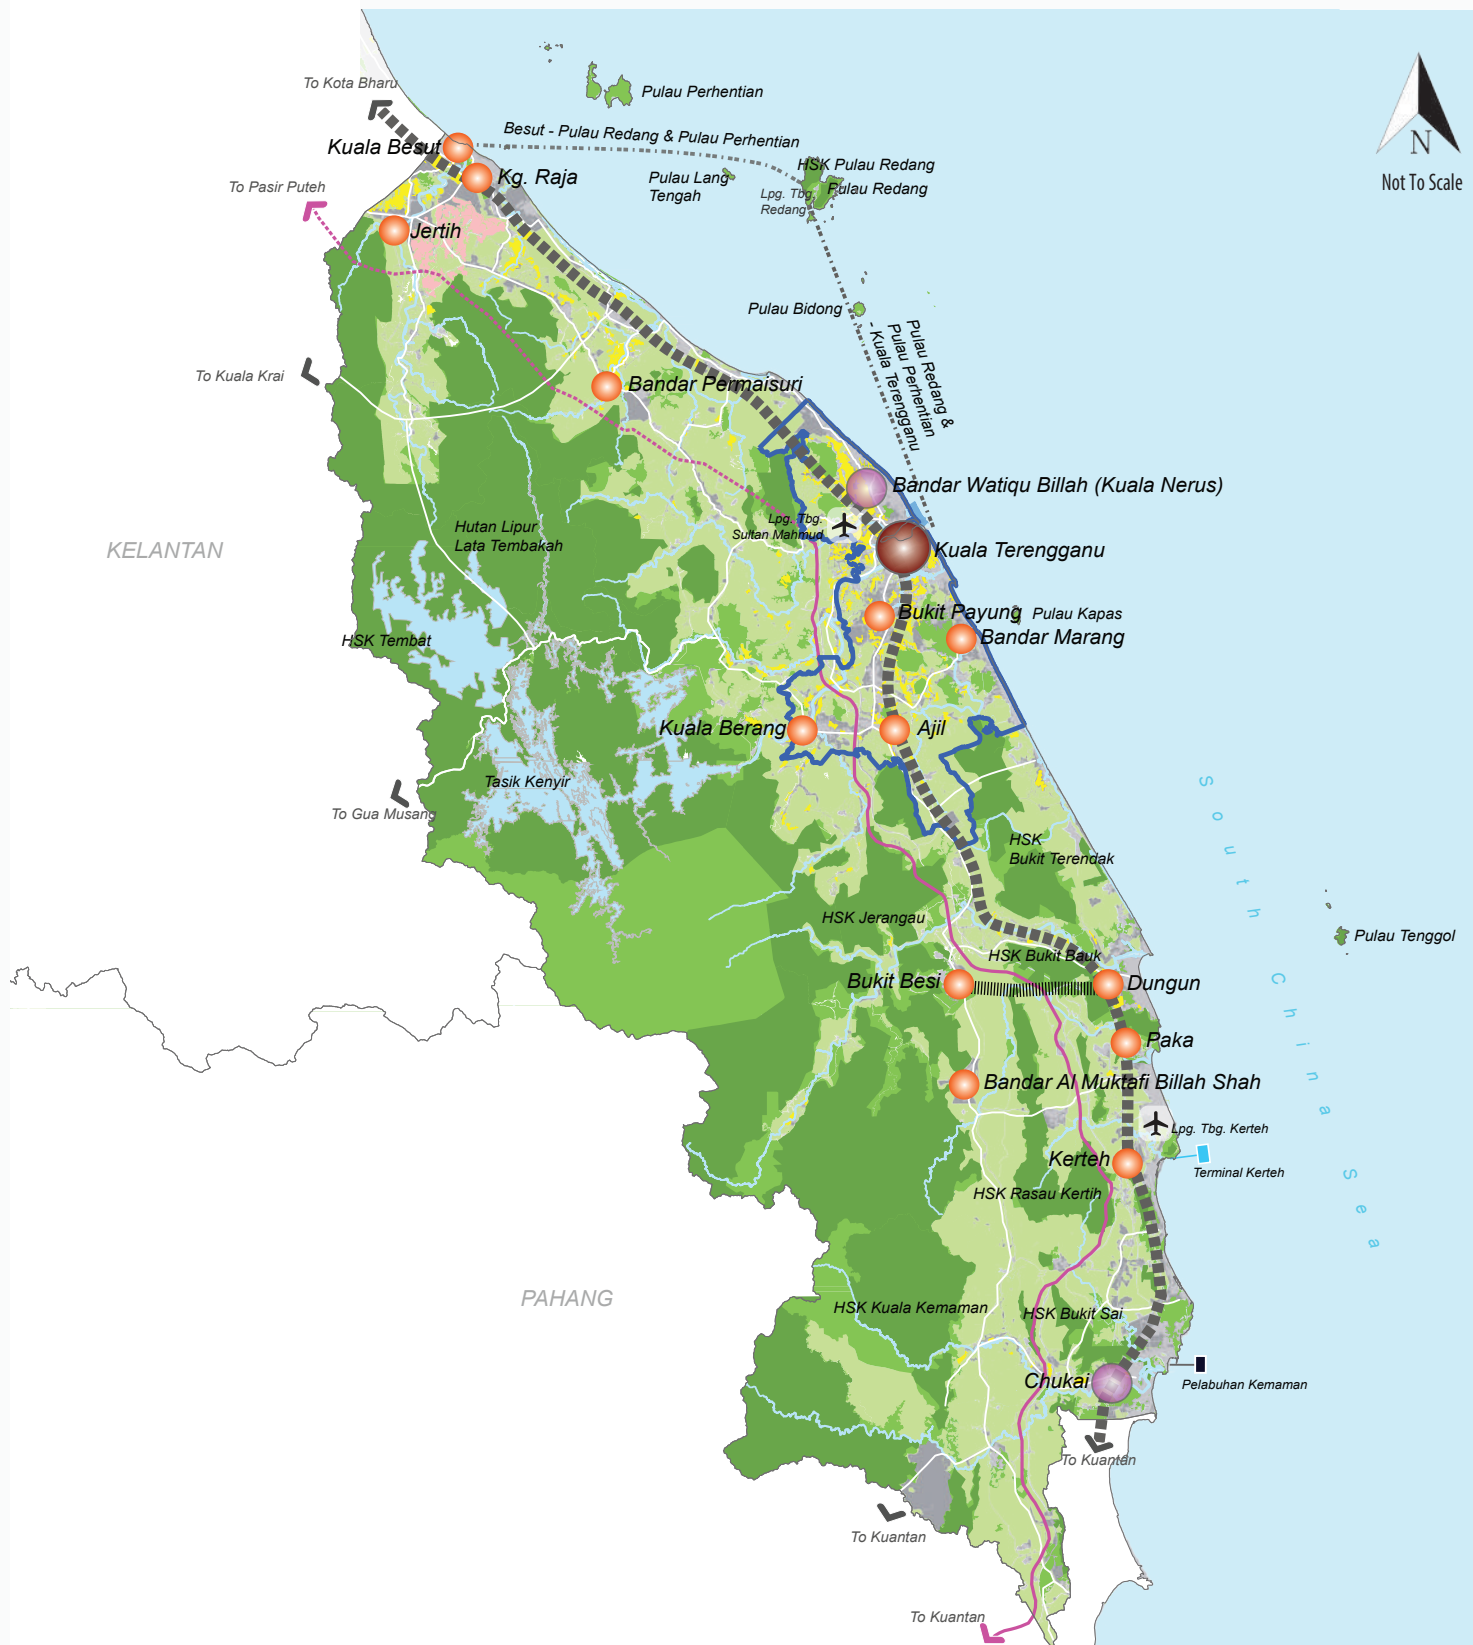 To Kota Bharu
Pulau Perhentian
N
Not To Scale
Besut - Pulau Redang & Pulau Perhentian
Kuala Besut
HSK Pulau Redang
Kg. Raja
Pulau Lang
Tengah
Lpg. Tbg.
Redang
Pulau Redang
To Pasir Puteh
Jertih
Pulau Bidong
Pulau Redang &
Pulau Perhentian
- Kuala Terengganu
To Kuala Krai
Bandar Permaisuri
Bandar Watiqu Billah (Kuala Nerus)
Lpg. Tbg.
Sultan Mahmud
Hutan Lipur
Lata Tembakah
KELANTAN
Kuala Terengganu
Bukit Payung
Pulau Kapas
Bandar Marang
HSK Tembat
Kuala Berang
Ajil
Tasik Kenyir
To Gua Musang
South China Sea
HSK
Bukit Terendak
HSK Jerangau
Pulau Tenggol
HSK Bukit Bauk
Bukit Besi
Dungun
Paka
Bandar Al Muktafi Billah Shah
Lpg. Tbg. Kerteh
Kerteh
Terminal Kerteh
HSK Rasau Kertih
PAHANG
HSK Kuala Kemaman
HSK Bukit Sai
Chukai
Pelabuhan Kemaman
To Kuantan
To Kuantan
To Kuantan